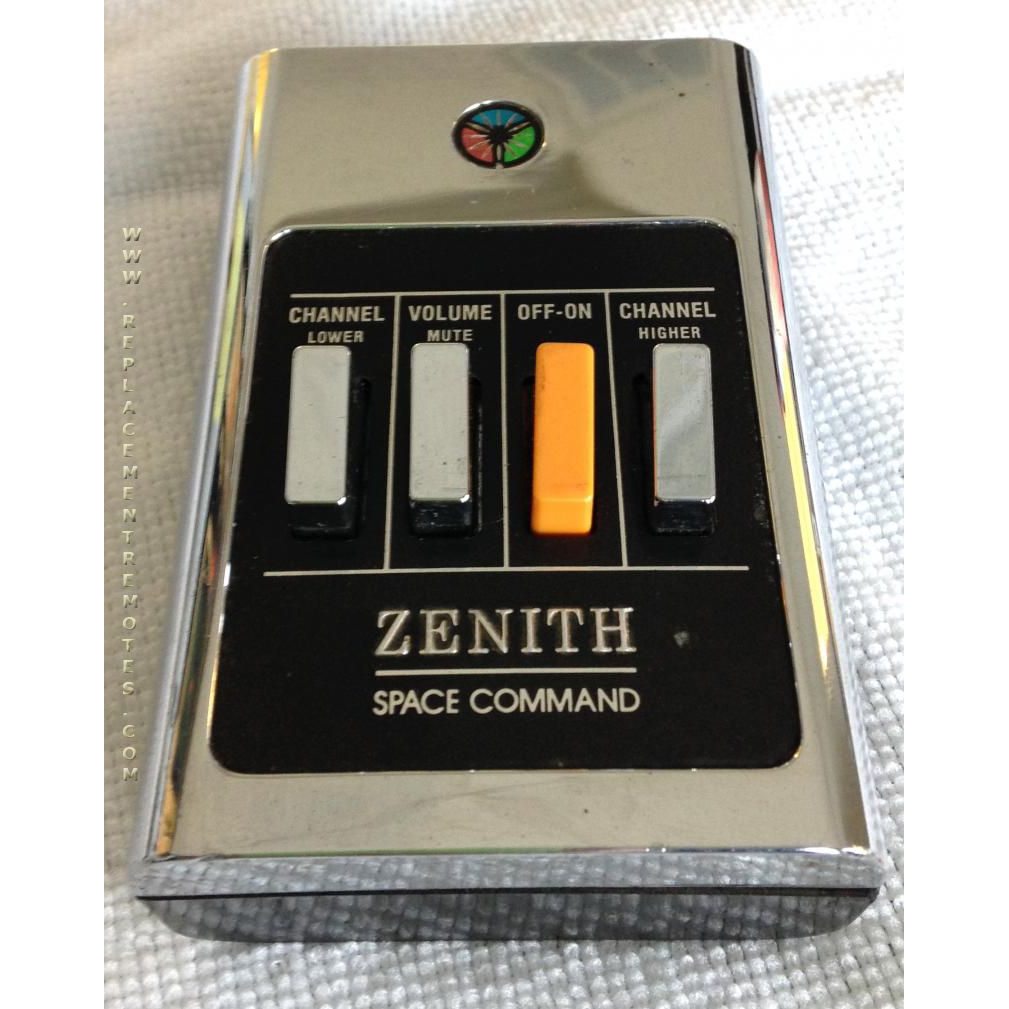 WWW.REPLACEMENTREMOTES.COM
CHANNEL
LOWER
VOLUME
MUTE
OFF-ON
CHANNEL
HIGHER
ZENITH
SPACE COMMAND